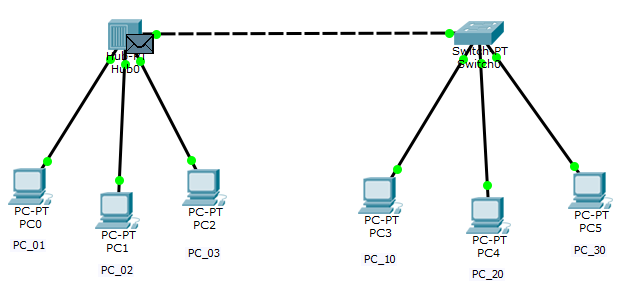 Hub-PT
Hub0
Switch-PT
Switch0
PC-PT
PC0
PC_01
PC-PT
PC1
PC_02
PC-PT
PC2
PC_03
PC-PT
PC3
PC_10
PC-PT
PC4
PC_20
PC-PT
PC5
PC_30